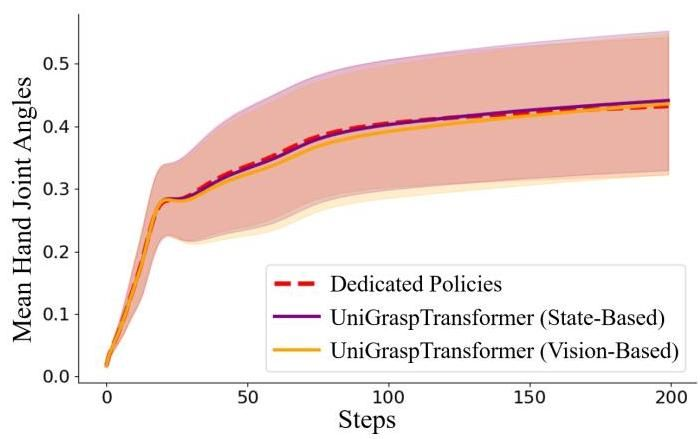 Mean Hand Joint Angles
0.5
0.4
0.3
0.2
0.1
0.0
Dedicated Policies
UniGraspTransformer (State-Based)
UniGraspTransformer (Vision-Based)
0 50 100 150 200
Steps